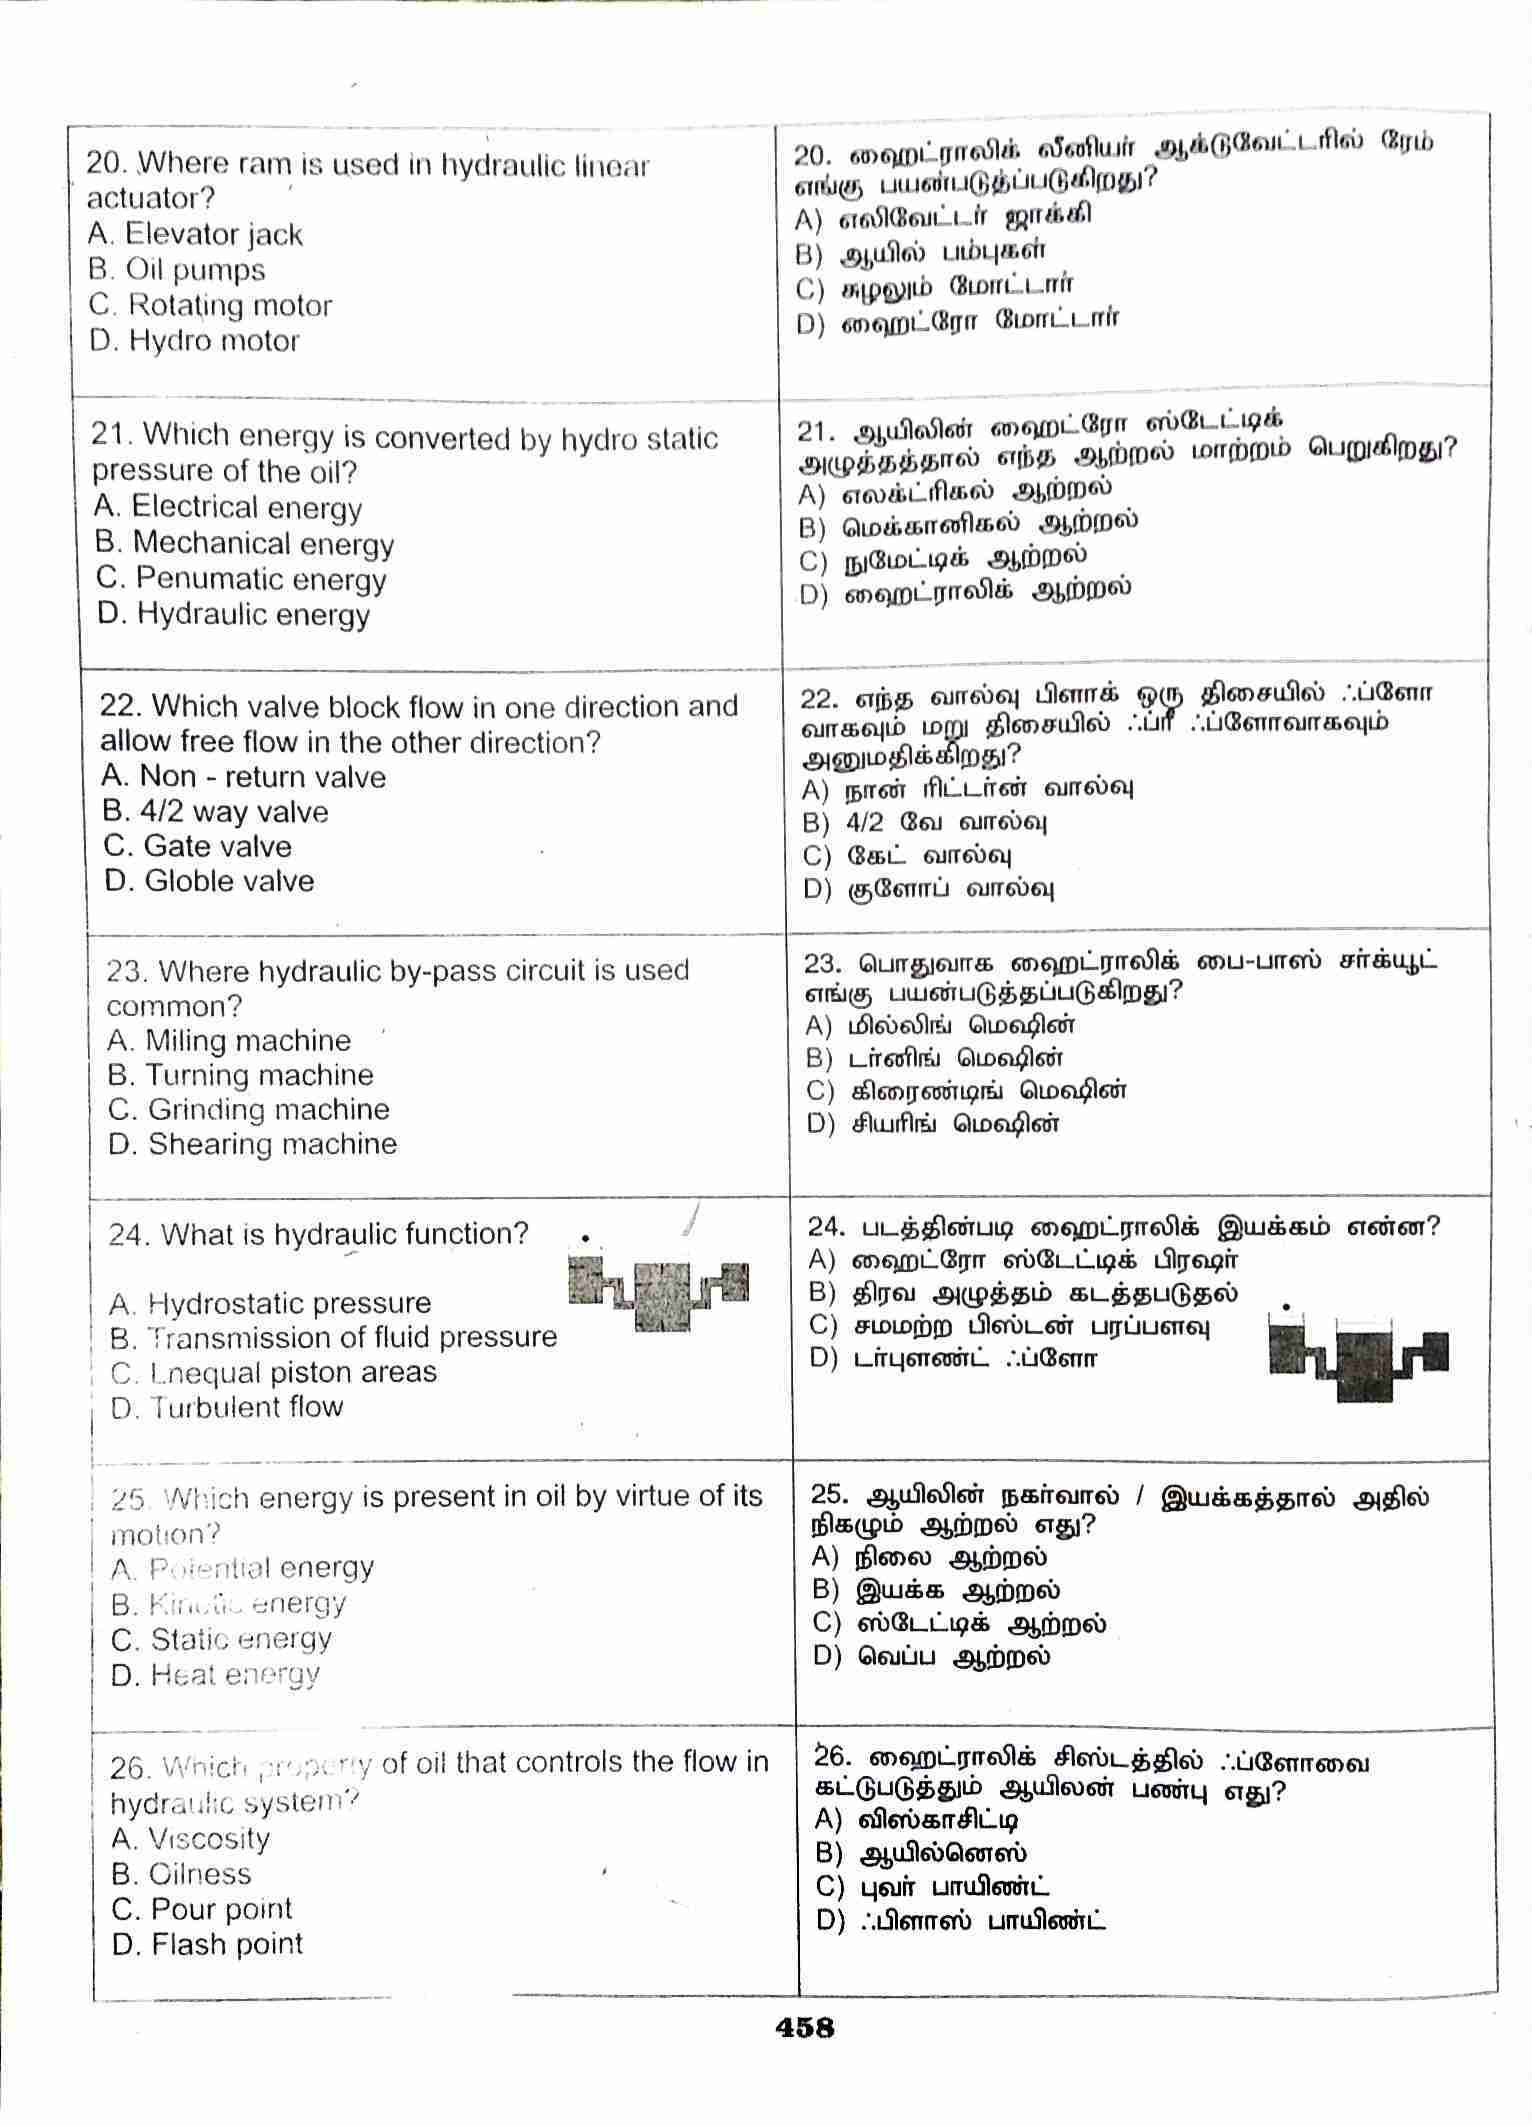 20. Where ram is used in hydraulic linear
actuator?
A. Elevator jack
B. Oil pumps
C. Rotating motor
D. Hydro motor
20. ஹைட்ராலிக் லீனியர் ஆக்டுவேட்டரில் ரேம்
எங்கு பயன்படுத்தப்படுகிறது?
A) எலிவேட்டர் ஜாக்கி
B) ஆயில் பம்புகள்
C) சுழலும் மோட்டார்
D) ஹைட்ரோ மோட்டார்
21. Which energy is converted by hydro static
pressure of the oil?
A. Electrical energy
B. Mechanical energy
C. Penumatic energy
D. Hydraulic energy
21. ஆயிலின் ஹைட்ரோ ஸ்டேட்டிக்
அழுத்தத்தால் எந்த ஆற்றல் மாற்றம் பெறுகிறது?
A) எலக்ட்ரிகல் ஆற்றல்
B) மெக்கானிகல் ஆற்றல்
C) நுமேட்டிக் ஆற்றல்
D) ஹைட்ராலிக் ஆற்றல்
22. Which valve block flow in one direction and
allow free flow in the other direction?
A. Non - return valve
B. 4/2 way valve
C. Gate valve
D. Globle valve
22. எந்த வால்வு பிளாக் ஒரு திசையில் ஃப்ளோ
வாகவும் மறு திசையில் ஃப்ரீ ஃப்ளோவாகவும்
அனுமதிக்கிறது?
A) நான் ரிட்டர்ன் வால்வு
B) 4/2 வே வால்வு
C) கேட் வால்வு
D) குளோப் வால்வு
23. Where hydraulic by-pass circuit is used
common?
A. Miling machine
B. Turning machine
C. Grinding machine
D. Shearing machine
23. பொதுவாக ஹைட்ராலிக் பை-பாஸ் சர்க்யூட்
எங்கு பயன்படுத்தப்படுகிறது?
A) மில்லிங் மெஷின்
B) டர்னிங் மெஷின்
C) கிரைண்டிங் மெஷின்
D) சியரிங் மெஷின்
24. What is hydraulic function?
A. Hydrostatic pressure
B. Transmission of fluid pressure
C. Unequal piston areas
D. Turbulent flow
24. படத்தின்படி ஹைட்ராலிக் இயக்கம் என்ன?
A) ஹைட்ரோ ஸ்டேட்டிக் பிரஷர்
B) திரவ அழுத்தம் கடத்தபடுதல்
C) சமமற்ற பிஸ்டன் பரப்பளவு
D) டர்புளண்ட் ஃப்ளோ
25. Which energy is present in oil by virtue of its
motion?
A. Potential energy
B. Kinetic energy
C. Static energy
D. Heat energy
25. ஆயிலின் நகர்வால் / இயக்கத்தால் அதில்
நிகழும் ஆற்றல் எது?
A) நிலை ஆற்றல்
B) இயக்க ஆற்றல்
C) ஸ்டேட்டிக் ஆற்றல்
D) வெப்ப ஆற்றல்
26. Which property of oil that controls the flow in
hydraulic system?
A. Viscosity
B. Oilness
C. Pour point
D. Flash point
26. ஹைட்ராலிக் சிஸ்டத்தில் ஃப்ளோவை
கட்டுபடுத்தும் ஆயிலன் பண்பு எது?
A) விஸ்காசிட்டி
B) ஆயில்னெஸ்
C) புவர் பாயிண்ட்
D) ஃபிளாஸ் பாயிண்ட்
458